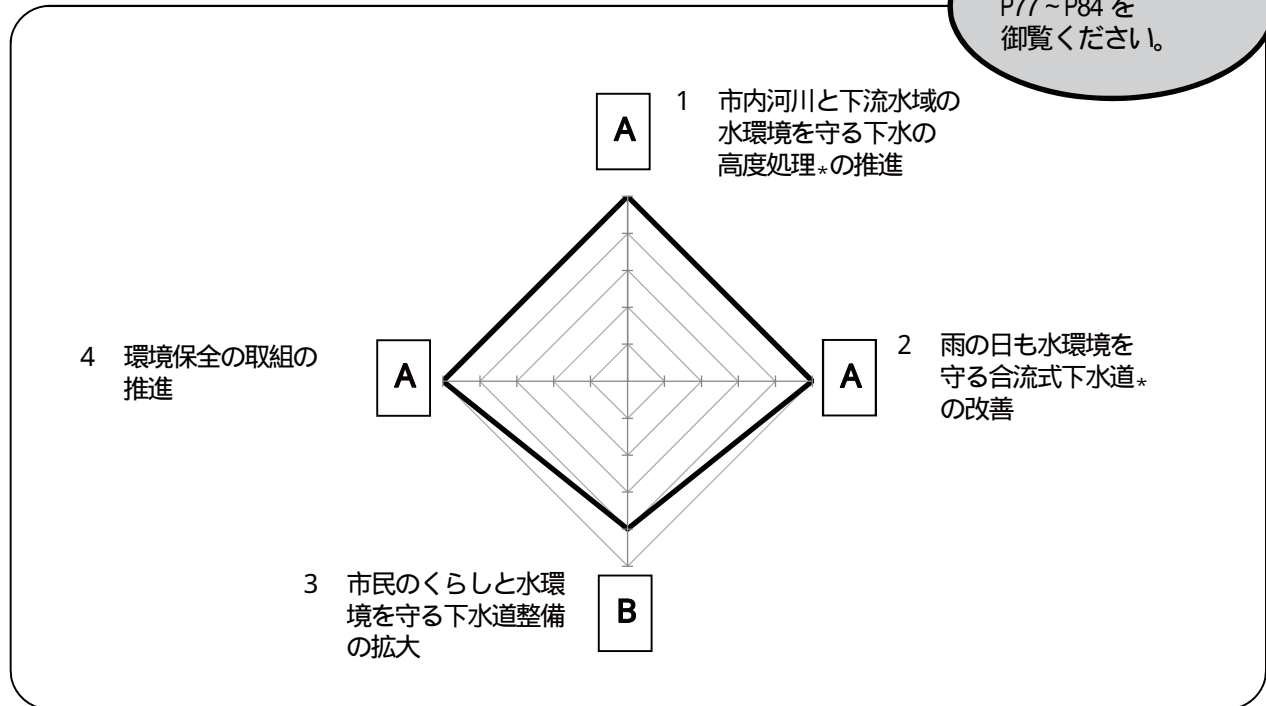 P77～P84 を
御覧ください。
A
1 市内河川と下流水域の
水環境を守る下水の
高度処理*の推進
4 環境保全の取組の
推進
A
A
2 雨の日も水環境を
守る合流式下水道*
の改善
3 市民のくらしと水環
境を守る下水道整備
の拡大
B